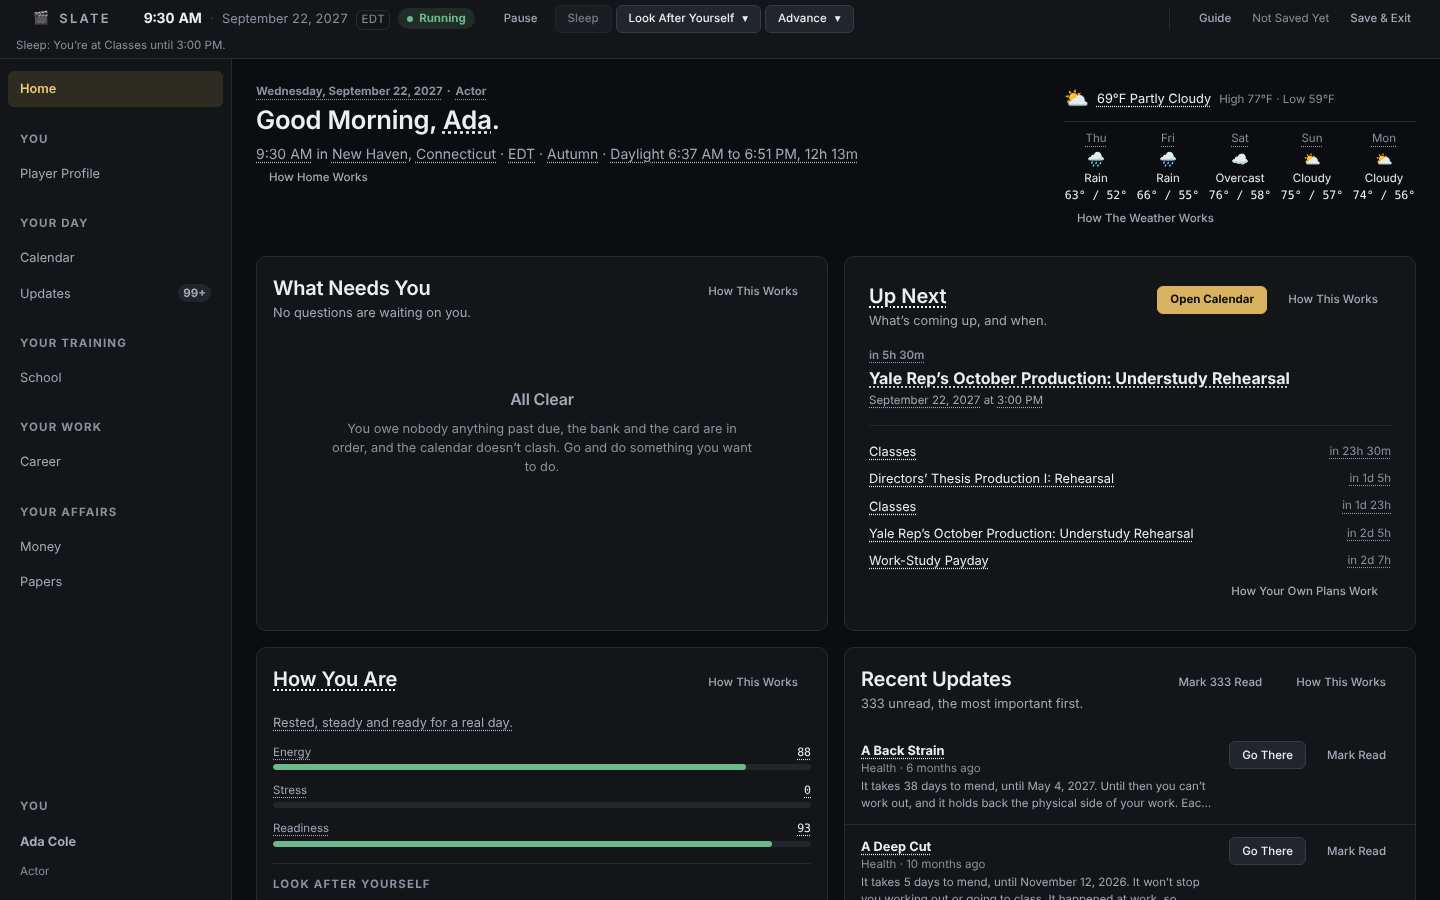 SLATE
9:30 AM · September 22, 2027 EDT
Running
Pause
Sleep
Look After Yourself ▾
Advance ▾
Guide
Not Saved Yet
Save & Exit
Sleep: You're at Classes until 3:00 PM.
Home
YOU
Player Profile
YOUR DAY
Calendar
Updates 99+
YOUR TRAINING
School
YOUR WORK
Career
YOUR AFFAIRS
Money
Papers
YOU
Ada Cole
Actor
Wednesday, September 22, 2027 · Actor
Good Morning, Ada.
9:30 AM in New Haven, Connecticut · EDT · Autumn · Daylight 6:37 AM to 6:51 PM, 12h 13m
How Home Works
69°F Partly Cloudy High 77°F · Low 59°F
Thu Fri Sat Sun Mon
Rain Rain Overcast Cloudy Cloudy
63° / 52° 66° / 55° 76° / 58° 75° / 57° 74° / 56°
How The Weather Works
What Needs You
How This Works
No questions are waiting on you.
All Clear
You owe nobody anything past due, the bank and the card are in
order, and the calendar doesn't clash. Go and do something you want
to do.
Up Next
Open Calendar
How This Works
What's coming up, and when.
in 5h 30m
Yale Rep's October Production: Understudy Rehearsal
September 22, 2027 at 3:00 PM
Classes in 23h 30m
Directors' Thesis Production I: Rehearsal in 1d 5h
Classes in 1d 23h
Yale Rep's October Production: Understudy Rehearsal in 2d 5h
Work-Study Payday in 2d 7h
How Your Own Plans Work
How You Are
How This Works
Rested, steady and ready for a real day.
Energy 88
Stress 0
Readiness 93
LOOK AFTER YOURSELF
Recent Updates
Mark 333 Read
How This Works
333 unread, the most important first.
A Back Strain
Go There
Mark Read
Health · 6 months ago
It takes 38 days to mend, until May 4, 2027. Until then you can't
work out, and it holds back the physical side of your work. Eac…
A Deep Cut
Go There
Mark Read
Health · 10 months ago
It takes 5 days to mend, until November 12, 2026. It won't stop
you working out or going to class. It happened at work, so